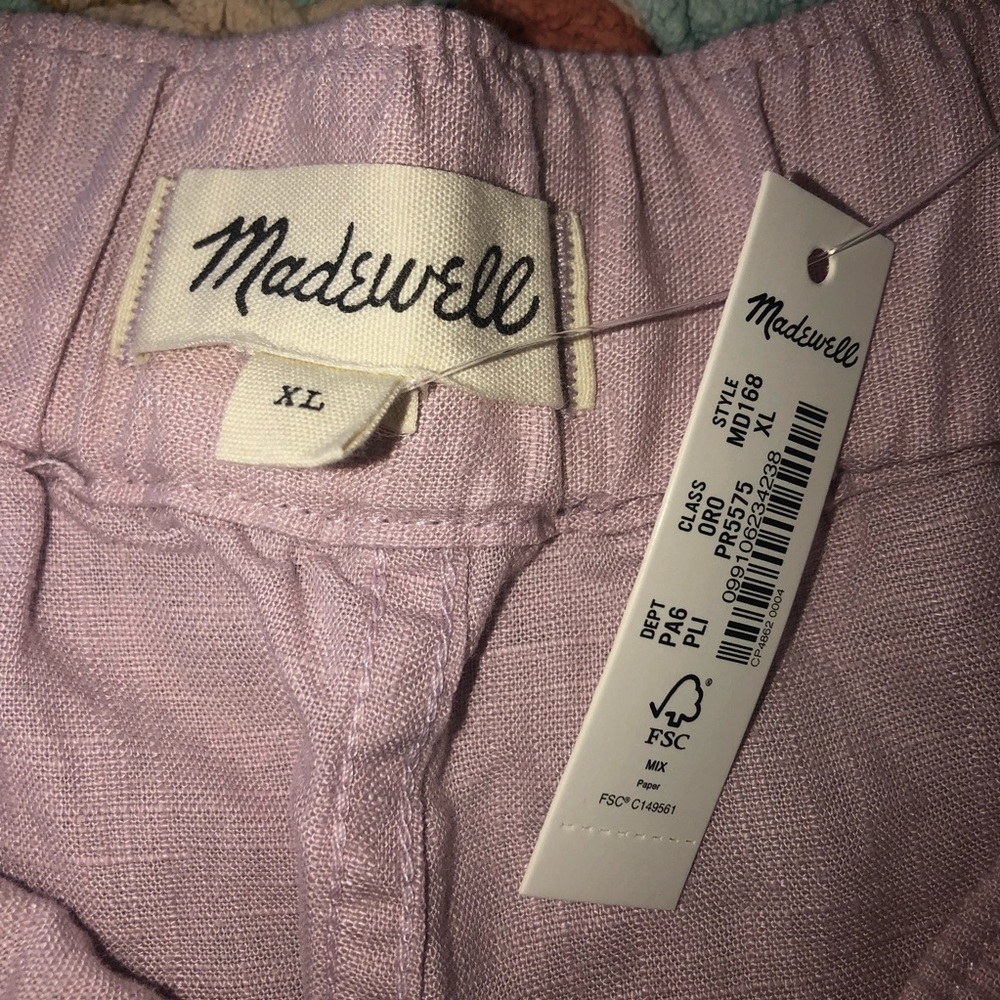 Madewell
XL
Madewell
STYLE
MD168
XL
CLASS
ORO
PR5575
099106234238
DEPT
PA6
PLI
CP4862 0004
FSC®
MIX
Paper
FSC® C149561